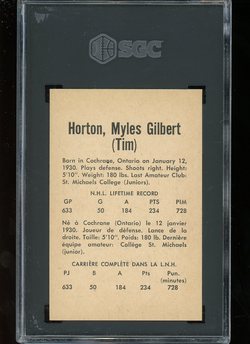 SGC
Horton, Myles Gilbert
(Tim)
Born in Cochrane, Ontario on January 12,
1930. Plays defense. Shoots right. Height:
5'10". Weight: 180 lbs. Last Amateur Club:
St. Michaels College (Juniors).
N.H.L. LIFETIME RECORD
GP G A PTS PIM
633 50 184 234 728
Né à Cochrane (Ontario) le 12 janvier
1930. Joueur de défense. Lance de la
droite. Taille: 5'10". Poids: 180 lb. Dernière
équipe d'amateur: Collège St. Michaels
(junior).
CARRIÈRE COMPLÈTE DANS LA L.N.H.
PJ B A Pts Pun.
(minutes)
633 50 184 234 728